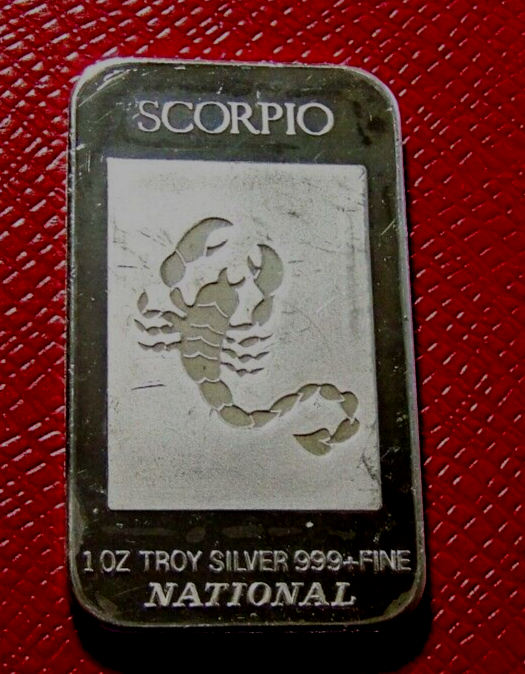 SCORPIO
1 OZ TROY SILVER 999+FINE
NATIONAL